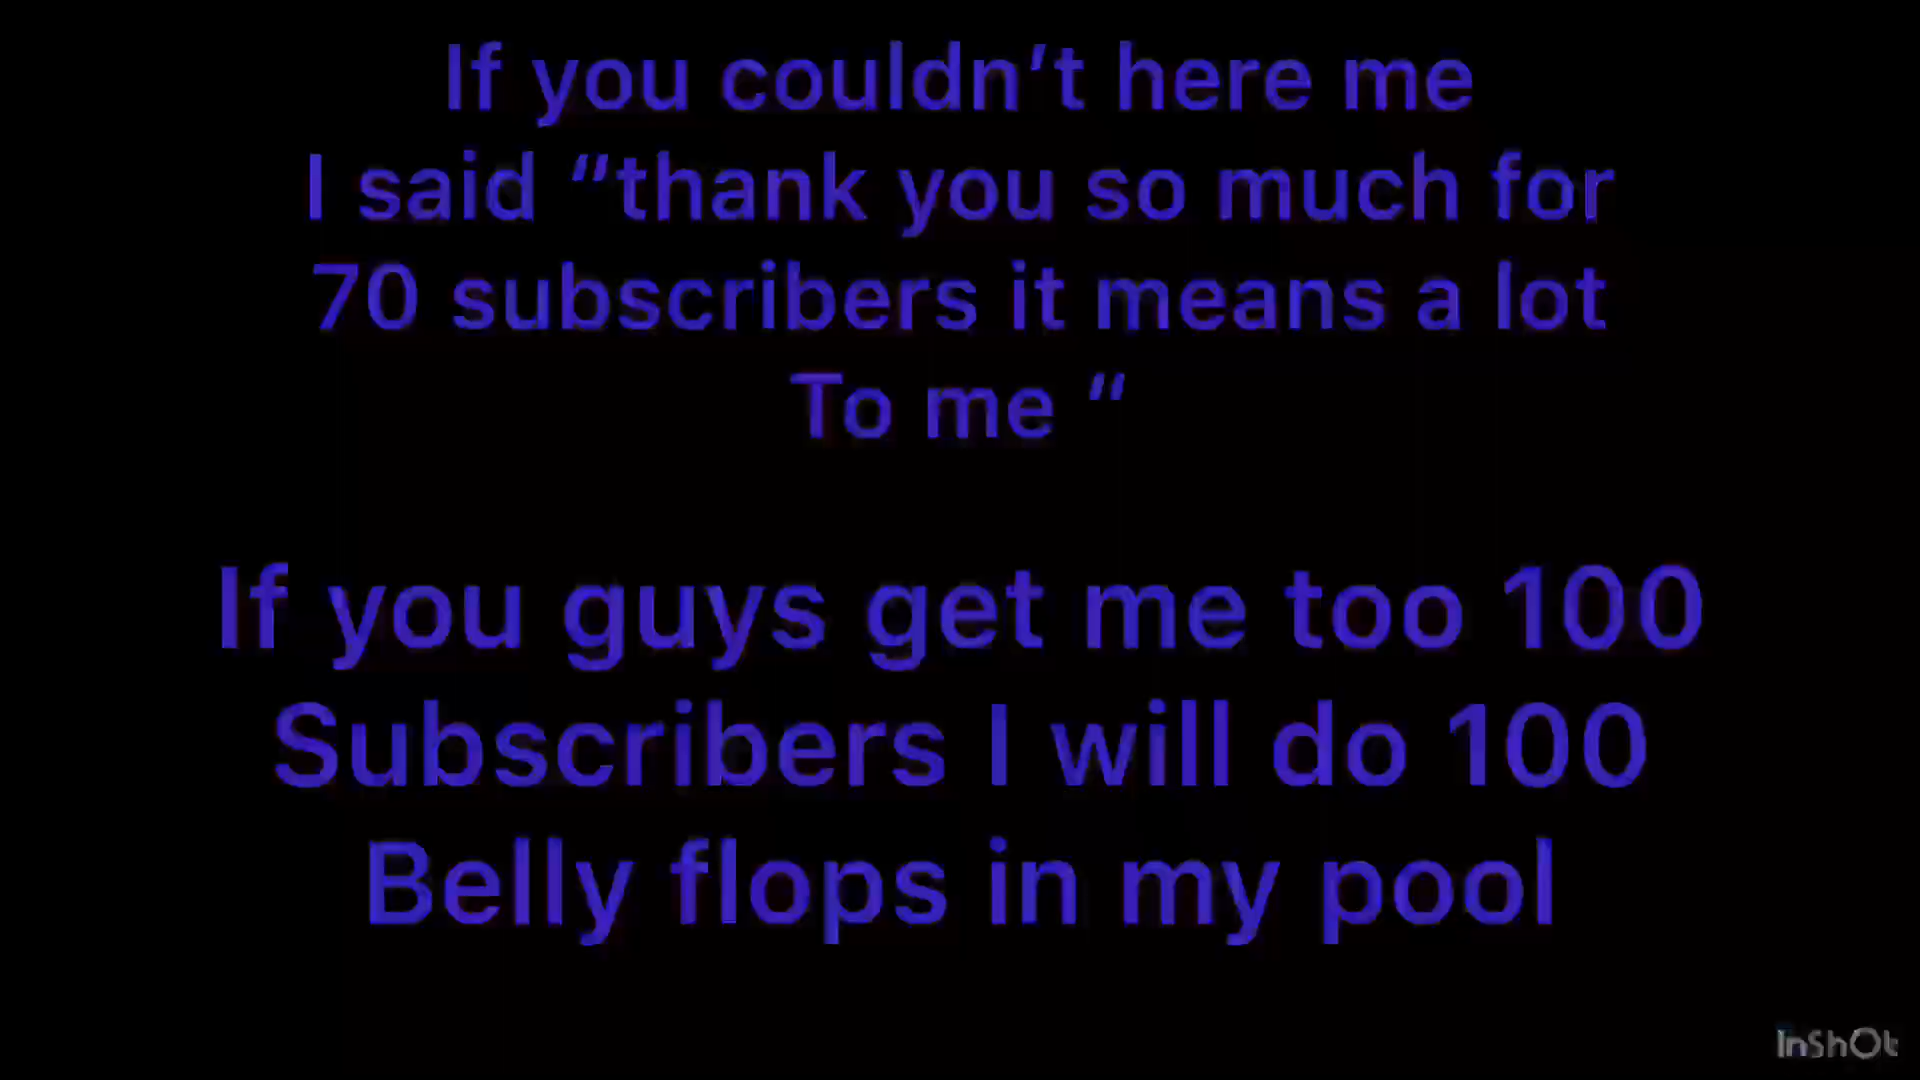 If you couldn’t here me
I said “thank you so much for
70 subscribers it means a lot
To me “
If you guys get me too 100
Subscribers I will do 100
Belly flops in my pool
InShOt